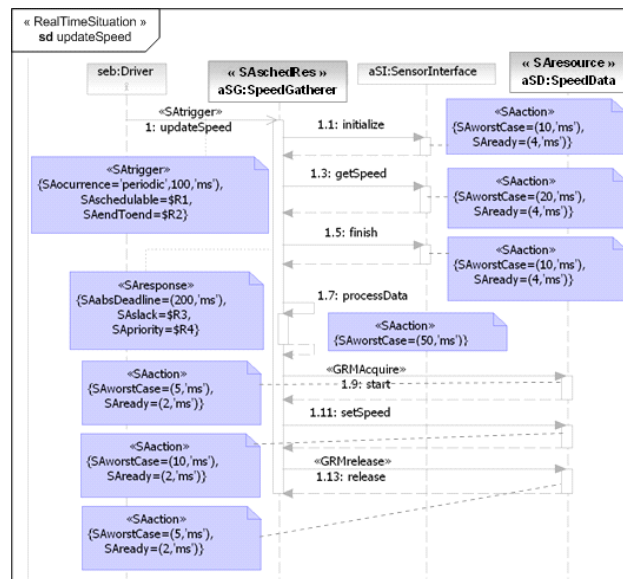 « RealTimeSituation »
sd updateSpeed
seb:Driver
« SAschedRes »
aSG:SpeedGatherer
aSI:SensorInterface
« SAresource »
aSD:SpeedData
«SAtrigger»
1: updateSpeed
1.1: initialize
«SAaction»
{SAworstCase=(10,'ms'),
SAready=(4,'ms')}
«SAtrigger»
{SAocurrence='periodic',100,'ms'),
SAschedulable=$R1,
SAendToend=$R2}
1.3: getSpeed
«SAaction»
{SAworstCase=(20,'ms'),
SAready=(4,'ms')}
1.5: finish
«SAaction»
{SAworstCase=(10,'ms'),
SAready=(4,'ms')}
«SAresponse»
{SAabsDeadline=(200,'ms'),
SAslack=$R3,
SApriority=$R4}
1.7: processData
«SAaction»
{SAworstCase=(50,'ms')}
«SAaction»
{SAworstCase=(5,'ms'),
SAready=(2,'ms')}
«GRMAcquire»
1.9: start
1.11: setSpeed
«SAaction»
{SAworstCase=(10,'ms'),
SAready=(2,'ms')}
«GRMrelease»
1.13: release
«SAaction»
{SAworstCase=(5,'ms'),
SAready=(2,'ms')}